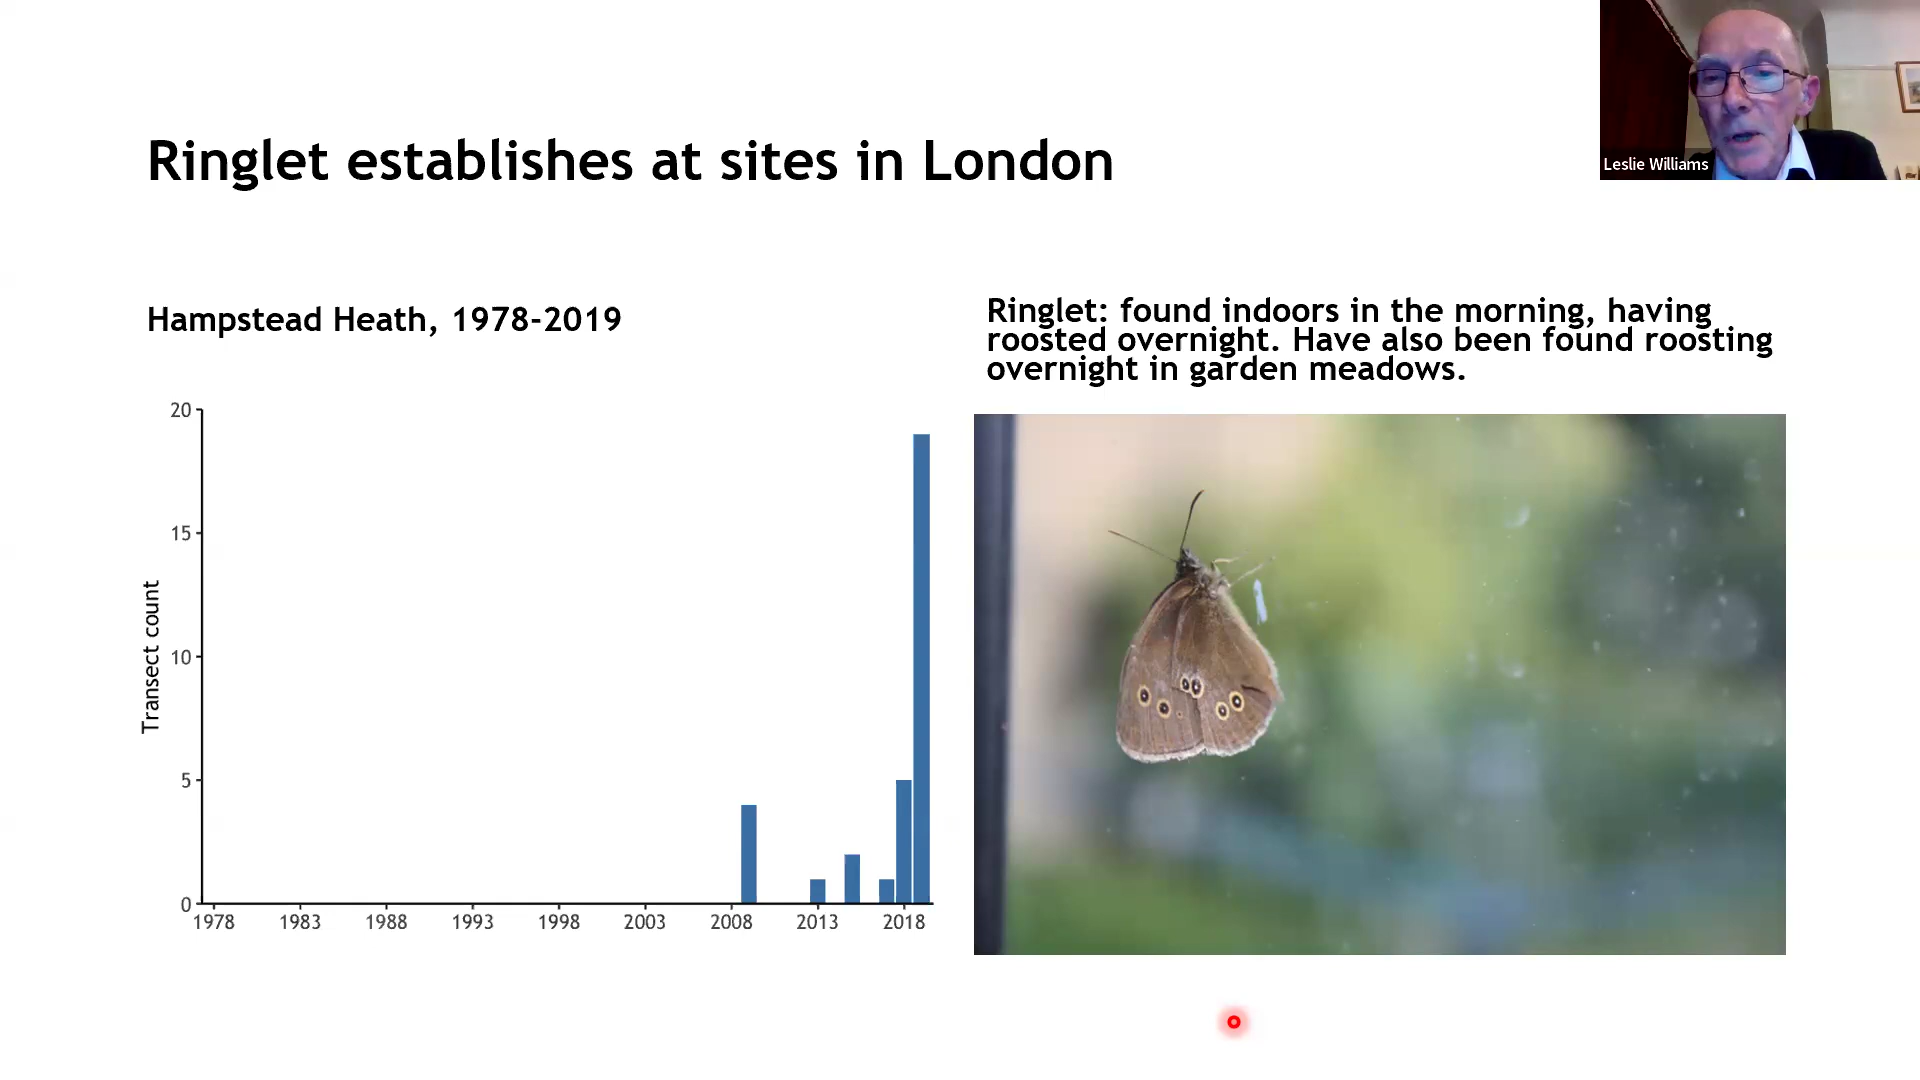 Ringlet establishes at sites in London
Leslie Williams
Hampstead Heath, 1978-2019
Ringlet: found indoors in the morning, having
roosted overnight. Have also been found roosting
overnight in garden meadows.
Transect count
20
15
10
5
0
1978 1983 1988 1993 1998 2003 2008 2013 2018